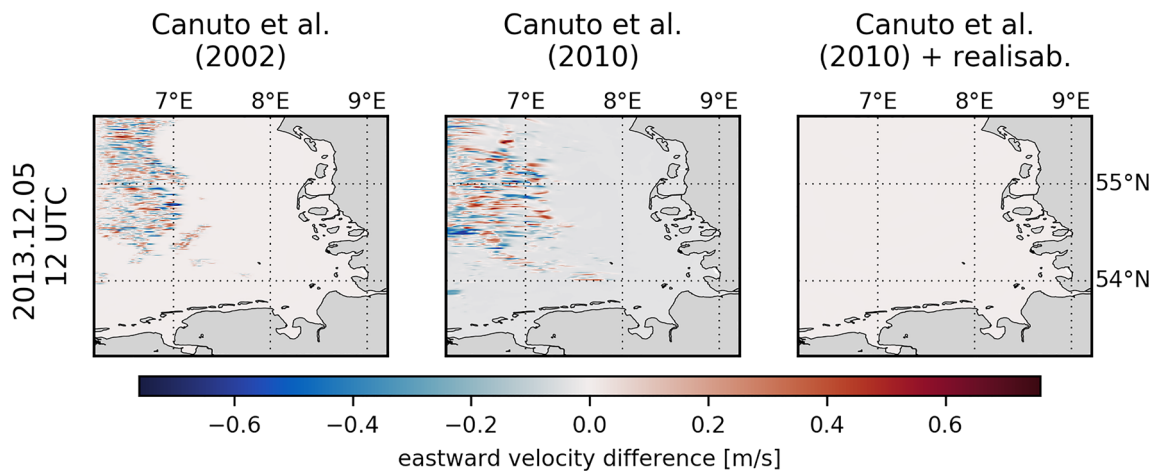 Canuto et al.
(2002)
Canuto et al.
(2010)
Canuto et al.
(2010) + realisab.
7°E 8°E 9°E
7°E 8°E 9°E
7°E 8°E 9°E
2013.12.05
12 UTC
55°N
54°N
−0.6 −0.4 −0.2 0.0 0.2 0.4 0.6
eastward velocity difference [m/s]